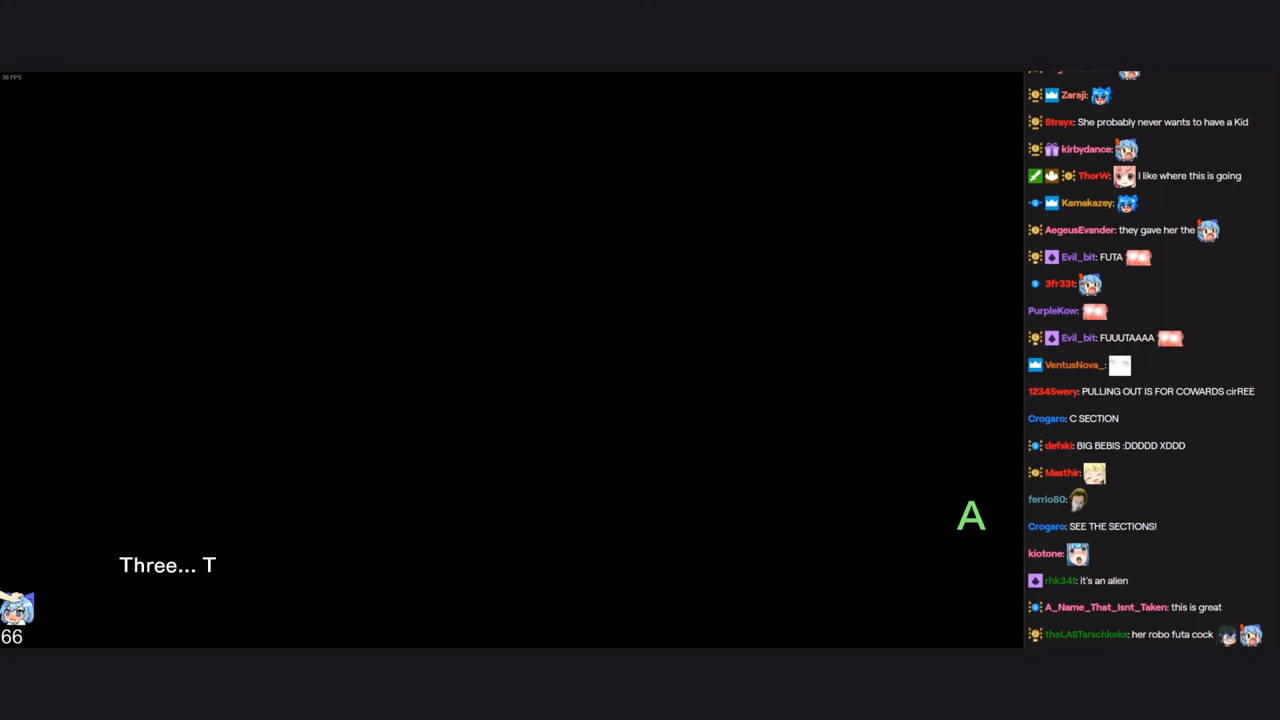 30 FPS
Zaraji:
Strayx: She probably never wants to have a Kid
kirbydance:
ThorW: I like where this is going
Kamakazey:
AegeusEvander: they gave her the
Evil_bit: FUTA
3fr33t:
PurpleKow:
Evil_bit: FUUUTAAAA
VentusNova_:
12345wery: PULLING OUT IS FOR COWARDS cirREE
Crogaro: C SECTION
defski: BIG BEBIS :DDDDD XDDD
Masthir:
ferrio80:
A
Crogaro: SEE THE SECTIONS!
kiotone:
Three... T
rhk341: it's an alien
A_Name_That_Isnt_Taken: this is great
theLASTarschkeks: her robo futa cock
66